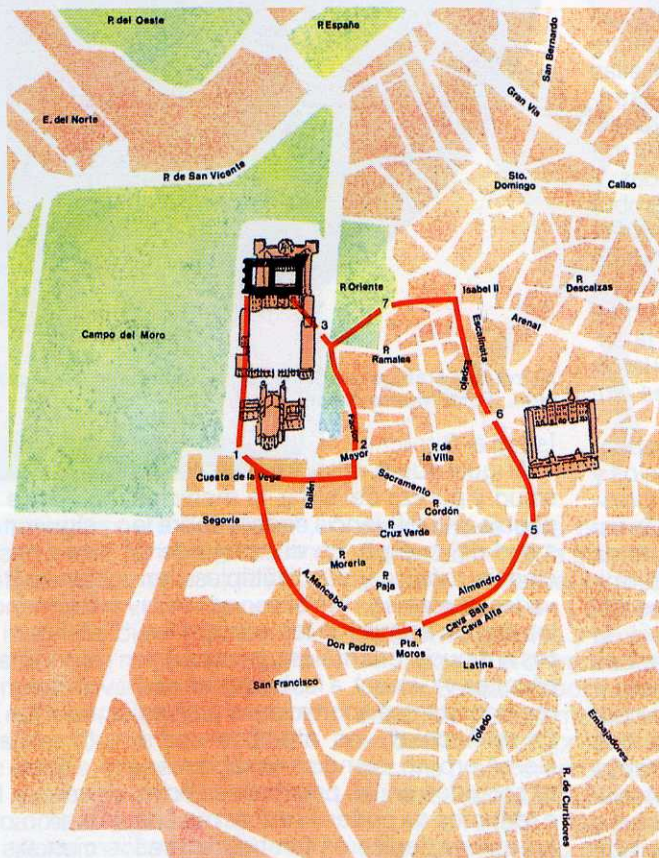 P. del Oeste
P. España
San Bernardo
Gran Vía
E. del Norte
P. de San Vicente
Sto.
Domingo
Callao
P. Oriente
7
Isabel II
P.
Descalzas
3
Arenal
Campo del Moro
Escalinata
P.
Ramales
Espejo
6
Factor
2
Mayor
P. de
la Villa
1
Cuesta de la Vega
Bailén
Sacramento
P.
Cordón
Segovia
P.
Cruz Verde
5
P.
Morería
P.
Paja
A. Mancebos
Almendro
Cava Baja
Cava Alta
4
Don Pedro
Pta.
Moros
Latina
San Francisco
Toledo
Embajadores
R. de Curtidores